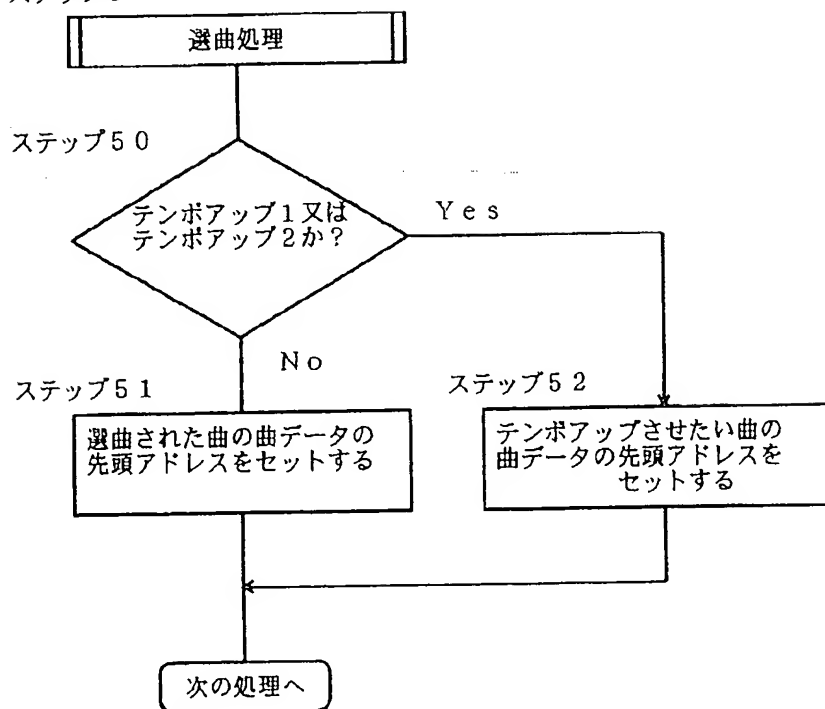 選曲処理
ステップ50
テンポアップ1又は
テンポアップ2か?
Yes
No
ステップ51
選曲された曲の曲データの
先頭アドレスをセットする
ステップ52
テンポアップさせたい曲の
曲データの先頭アドレスを
セットする
次の処理へ